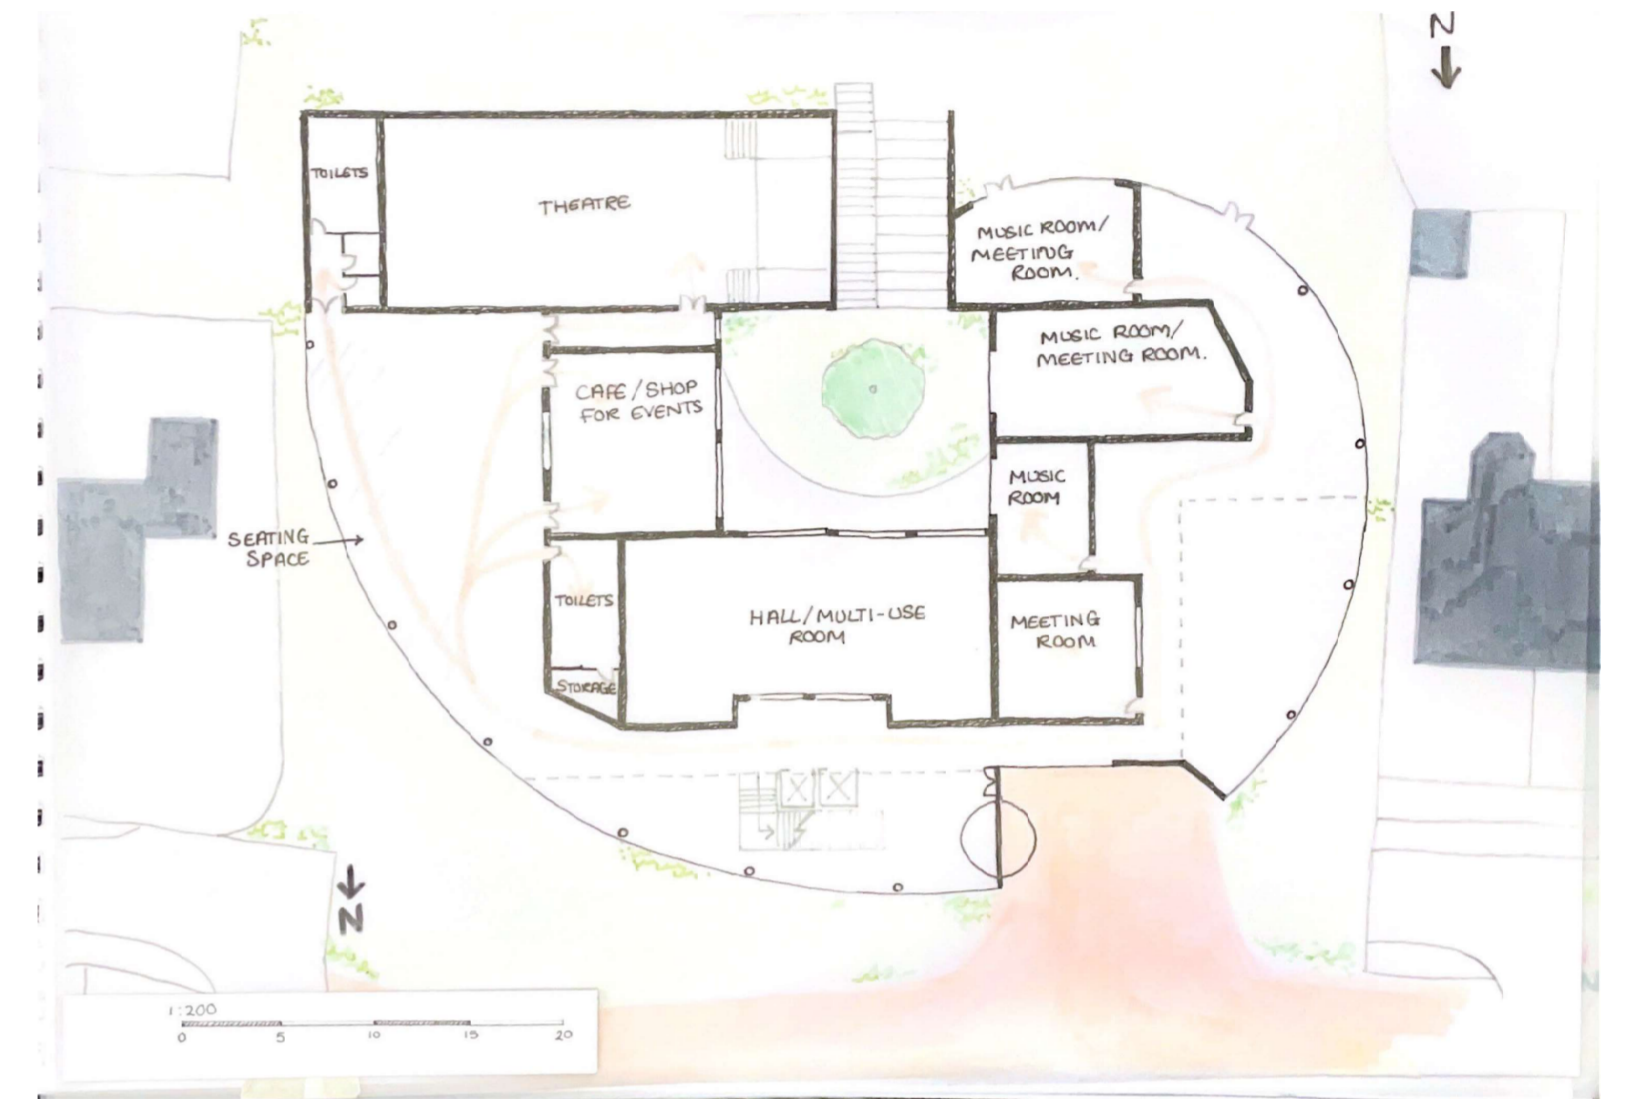 N
TOILETS
THEATRE
MUSIC ROOM/
MEETING
ROOM.
MUSIC ROOM/
MEETING ROOM.
CAFE/SHOP
FOR EVENTS
MUSIC
ROOM
SEATING
SPACE
TOILETS
HALL/MULTI-USE
ROOM
MEETING
ROOM
STORAGE
N
1:200
0 5 10 15 20